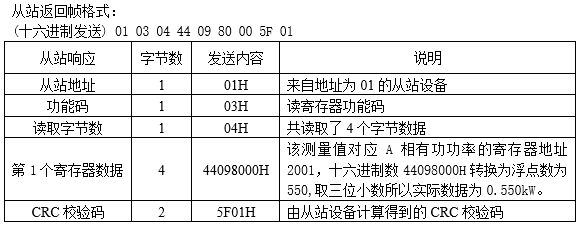 从站返回帧格式：
(十六进制发送) 01 03 04 44 09 80 00 5F 01
从站响应 字节数 发送内容 说明
从站地址 1 01H 来自地址为 01 的从站设备
功能码 1 03H 读寄存器功能码
读取字节数 1 04H 共读取了 4 个字节数据
第 1 个寄存器数据 4 44098000H 该测量值对应 A 相有功功率的寄存器地址
2001，十六进制数 44098000H 转换为浮点数为
550,取三位小数所以实际数据为 0.550kW。
CRC 校验码 2 5F01H 由从站设备计算得到的 CRC 校验码